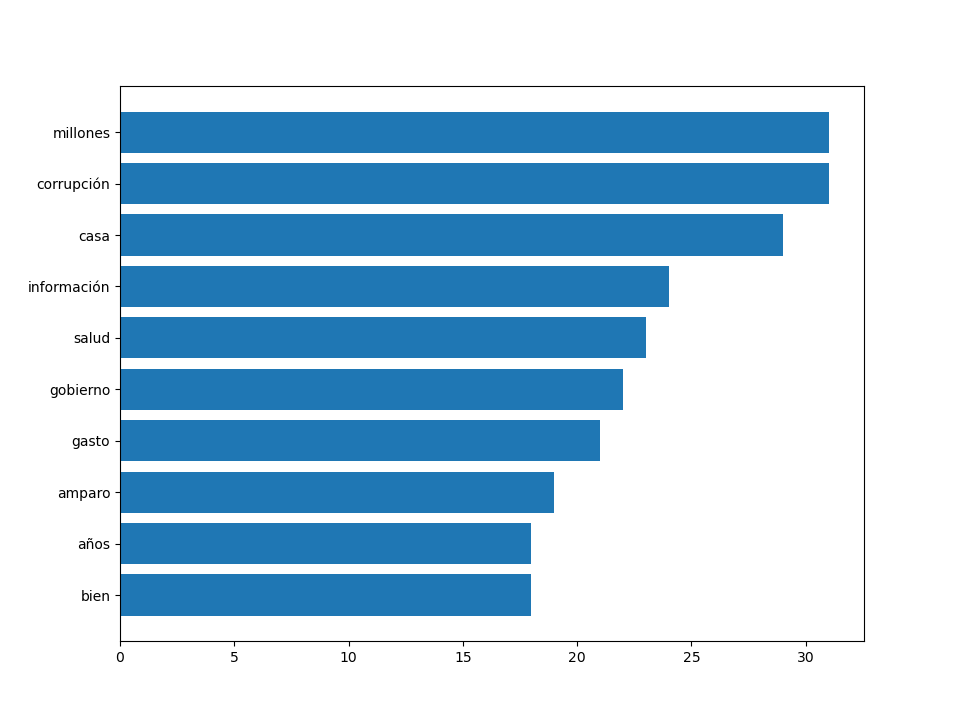 millones
corrupción
casa
información
salud
gobierno
gasto
amparo
años
bien
0 5 10 15 20 25 30